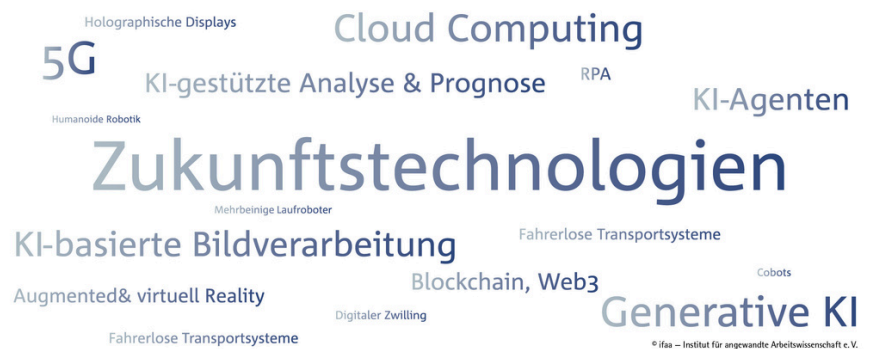 Holographische Displays
Cloud Computing
5G
KI-gestützte Analyse & Prognose
RPA
KI-Agenten
Humanoide Robotik
Zukunftstechnologien
Mehrbeinige Laufroboter
KI-basierte Bildverarbeitung
Fahrerlose Transportsysteme
Blockchain, Web3
Cobots
Augmented& virtuell Reality
Generative KI
Digitaler Zwilling
Fahrerlose Transportsysteme
© ifaa – Institut für angewandte Arbeitswissenschaft e. V.